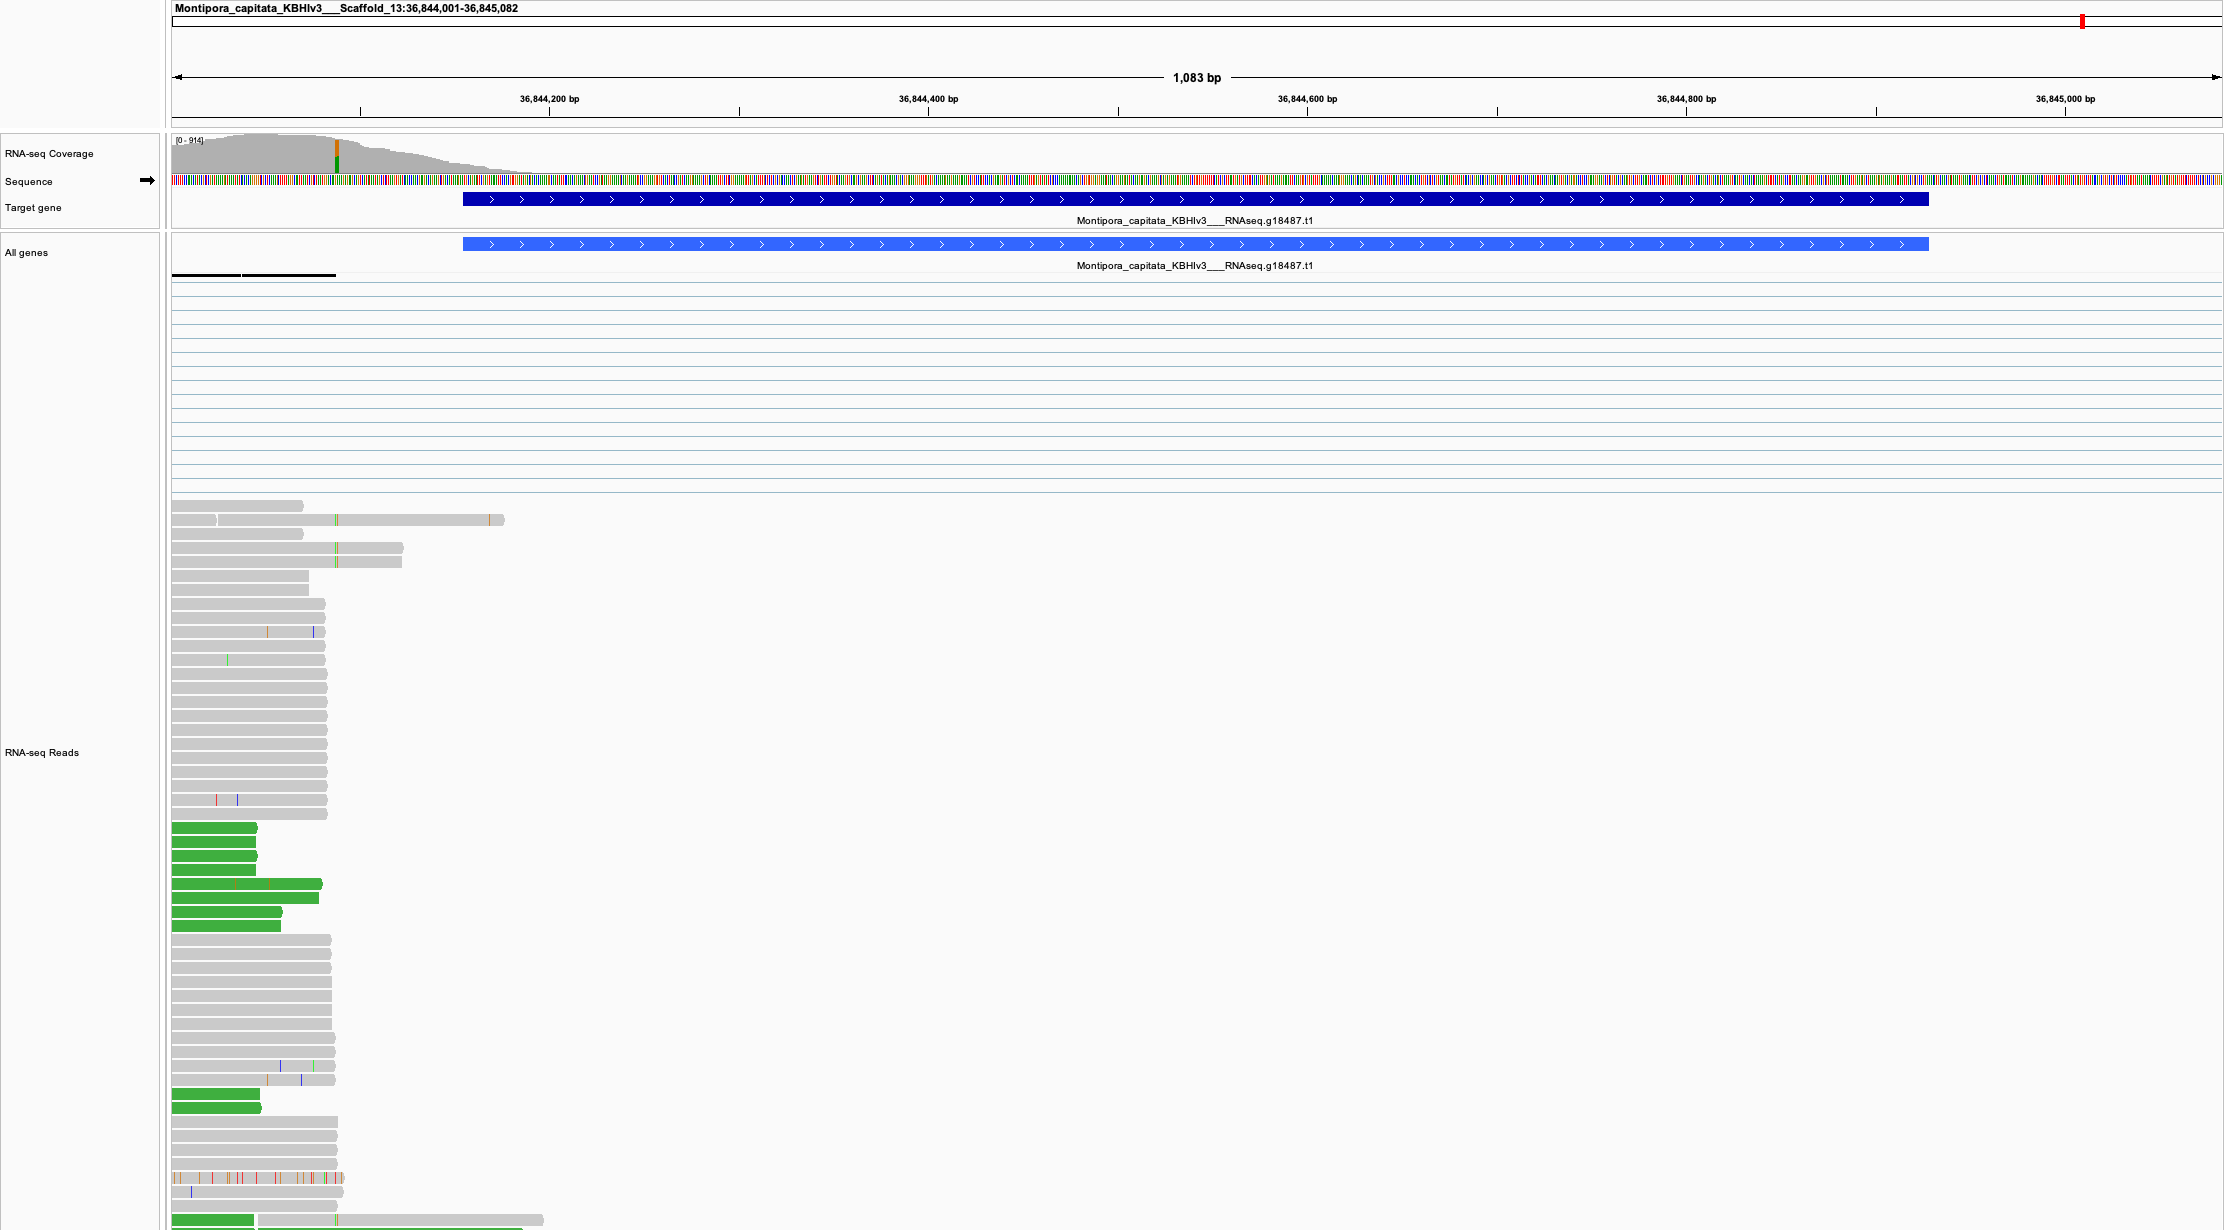 Montipora_capitata_KBHIv3___Scaffold_13:36,844,001-36,845,082
1,083 bp
36,844,200 bp 36,844,400 bp 36,844,600 bp 36,844,800 bp 36,845,000 bp
[0 - 914]
RNA-seq Coverage
Sequence
Target gene
Montipora_capitata_KBHIv3___RNAseq.g18487.t1
All genes
Montipora_capitata_KBHIv3___RNAseq.g18487.t1
RNA-seq Reads